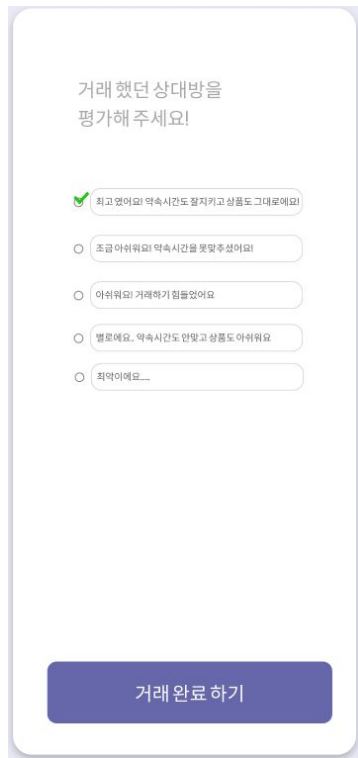 거래 했던 상대방을
평가해 주세요!
최고 였어요! 약속시간도 잘지키고 상품도 그대로에요!
조금 아쉬워요! 약속시간을 못맞추셨어요!
아쉬워요! 거래하기 힘들었어요
별로에요.. 약속시간도 안맞고 상품도 아쉬워요
최악이에요.....
거래 완료 하기